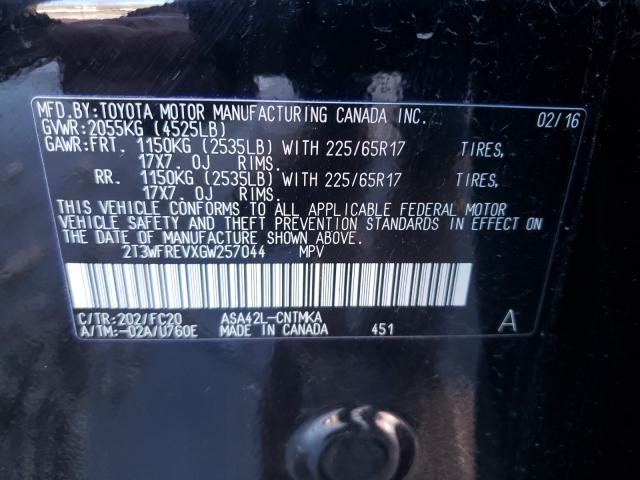 MFD.BY:TOYOTA MOTOR MANUFACTURING CANADA INC. 02/16
GVWR:2055KG (4525LB)
GAWR:FRT. 1150KG (2535LB) WITH 225/65R17 TIRES,
17X7.0J RIMS.
RR. 1150KG (2535LB) WITH 225/65R17 TIRES,
17X7.0J RIMS.
THIS VEHICLE CONFORMS TO ALL APPLICABLE FEDERAL MOTOR
VEHICLE SAFETY AND THEFT PREVENTION STANDARDS IN EFFECT ON
THE DATE OF MANUFACTURE SHOWN ABOVE.
2T3WFREVXGW257044 MPV
C/TR:202/FC20 ASA42L-CNTMKA
A/TM:-02A/U760E MADE IN CANADA 451 A